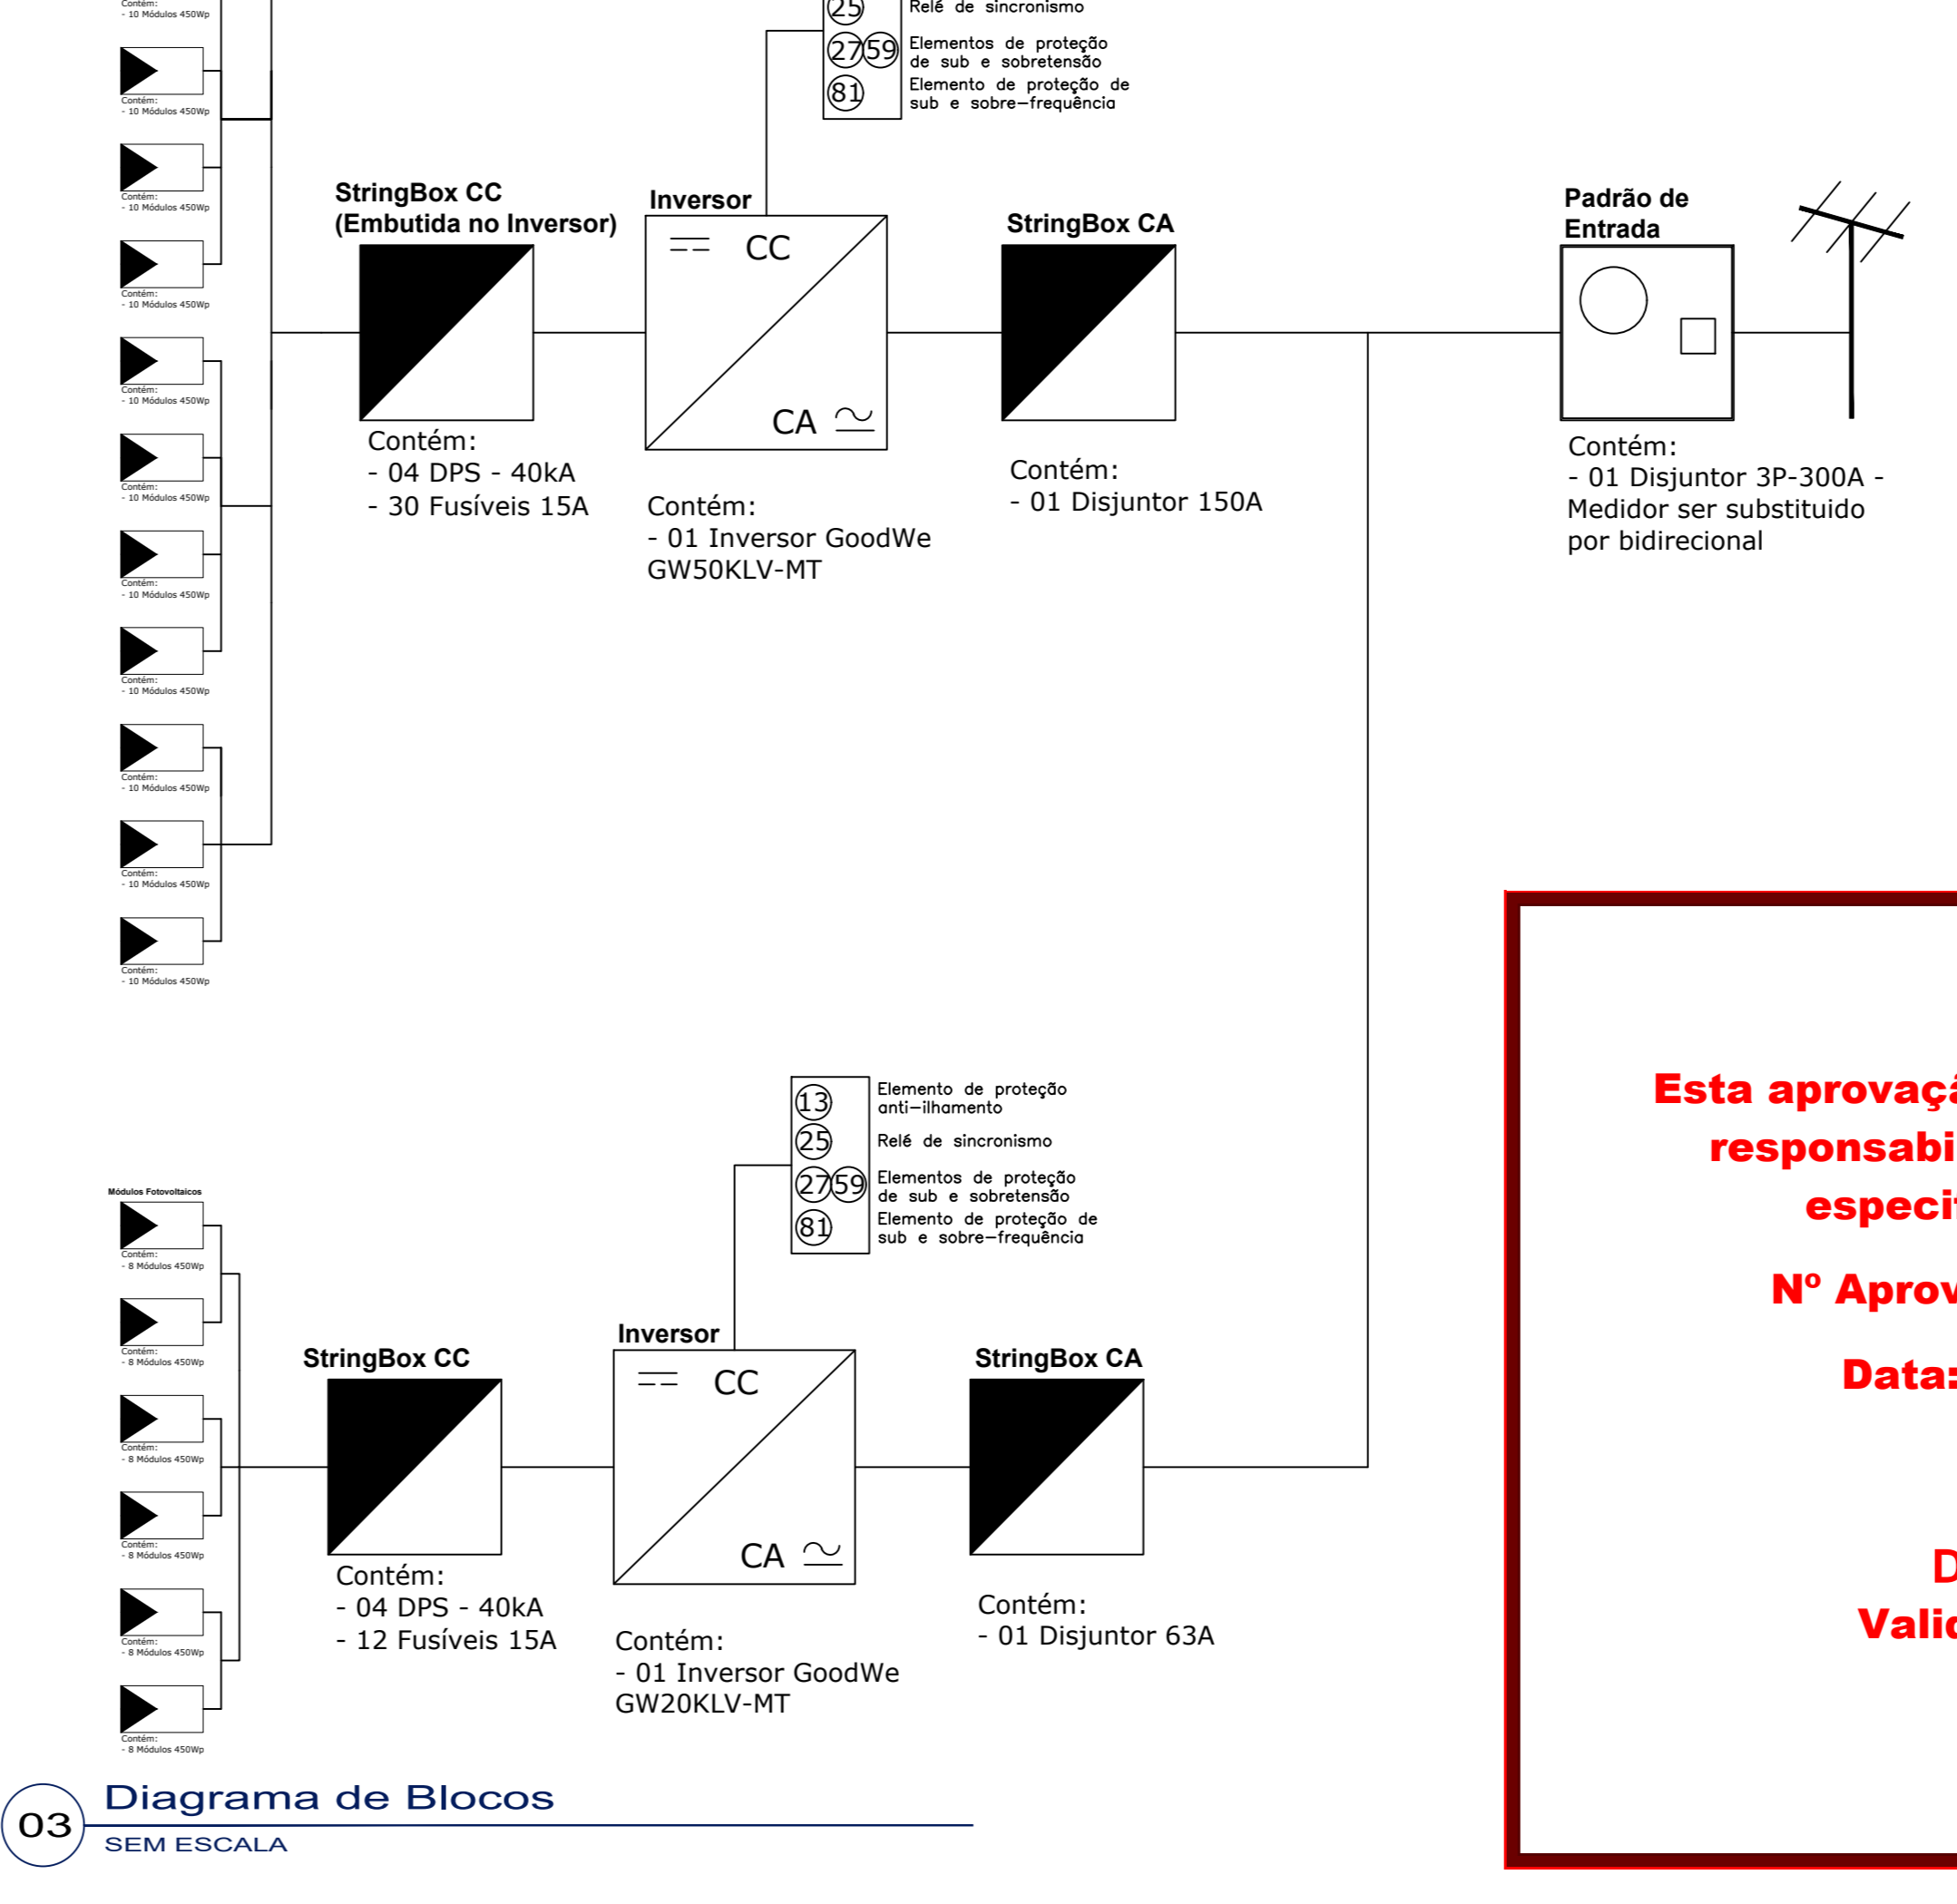 Contém:
- 10 Módulos 450Wp
Contém:
- 10 Módulos 450Wp
Contém:
- 10 Módulos 450Wp
Contém:
- 10 Módulos 450Wp
Contém:
- 10 Módulos 450Wp
Contém:
- 10 Módulos 450Wp
Contém:
- 10 Módulos 450Wp
Contém:
- 10 Módulos 450Wp
Contém:
- 10 Módulos 450Wp
Contém:
- 10 Módulos 450Wp
Contém:
- 10 Módulos 450Wp
25 Relé de sincronismo
27 59 Elementos de proteção
de sub e sobretensão
81 Elemento de proteção de
sub e sobre-frequência
StringBox CC
(Embutida no Inversor)
Contém:
- 04 DPS - 40kA
- 30 Fusíveis 15A
Inversor
CC
CA
Contém:
- 01 Inversor GoodWe
GW50KLV-MT
StringBox CA
Contém:
- 01 Disjuntor 150A
Padrão de
Entrada
Contém:
- 01 Disjuntor 3P-300A -
Medidor ser substituido
por bidirecional
13 Elemento de proteção
anti-ilhamento
25 Relé de sincronismo
27 59 Elementos de proteção
de sub e sobretensão
81 Elemento de proteção de
sub e sobre-frequência
Módulos Fotovoltaicos
Contém:
- 8 Módulos 450Wp
Contém:
- 8 Módulos 450Wp
Contém:
- 8 Módulos 450Wp
Contém:
- 8 Módulos 450Wp
Contém:
- 8 Módulos 450Wp
Contém:
- 8 Módulos 450Wp
StringBox CC
Contém:
- 04 DPS - 40kA
- 12 Fusíveis 15A
Inversor
CC
CA
Contém:
- 01 Inversor GoodWe
GW20KLV-MT
StringBox CA
Contém:
- 01 Disjuntor 63A
Esta
Nº
Data:
03
Diagrama de Blocos
SEM ESCALA